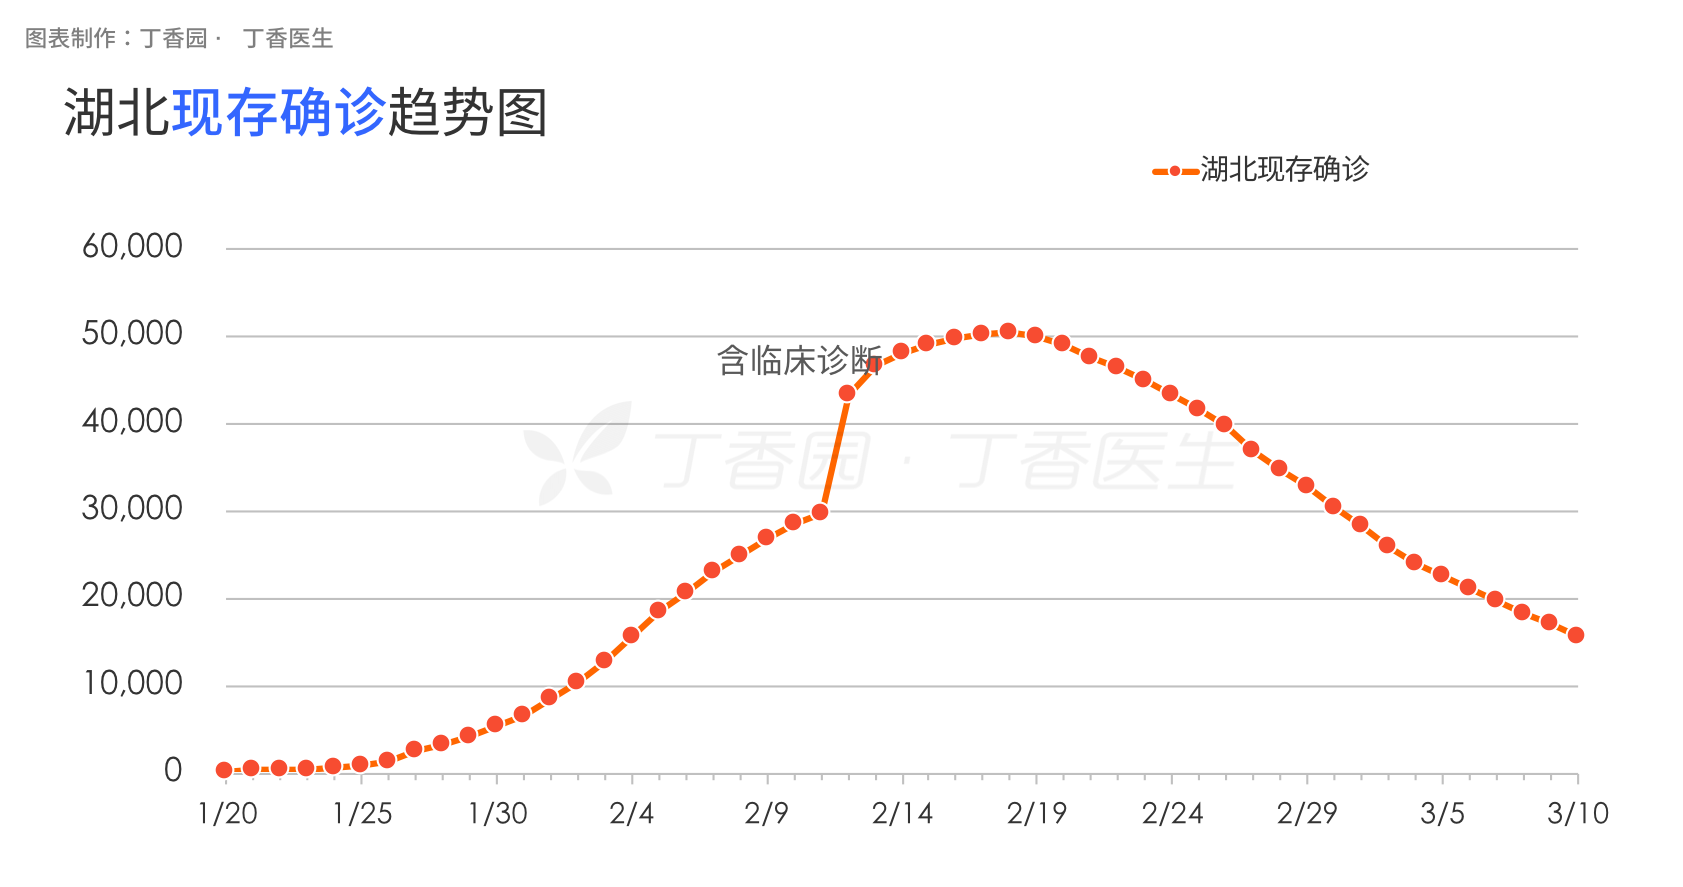 图表制作：丁香园 · 丁香医生
湖北现存确诊趋势图
湖北现存确诊
60,000
50,000
含临床诊断
40,000
丁香园 · 丁香医生
30,000
20,000
10,000
0
1/20 1/25 1/30 2/4 2/9 2/14 2/19 2/24 2/29 3/5 3/10